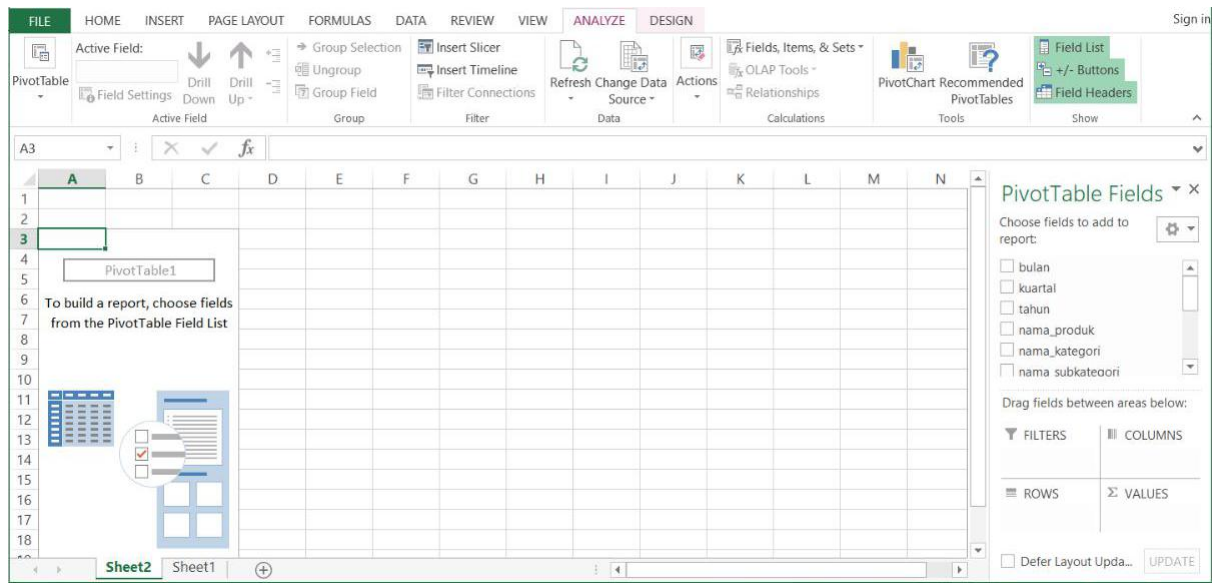 FILE HOME INSERT PAGE LAYOUT FORMULAS DATA REVIEW VIEW ANALYZE DESIGN Sign in
PivotTable
Active Field:
Field Settings
Drill Down
Drill Up
Active Field
Group Selection
Ungroup
Group Field
Group
Insert Slicer
Insert Timeline
Filter Connections
Filter
Refresh
Change Data Source
Data
Actions
Fields, Items, & Sets
OLAP Tools
Relationships
Calculations
PivotChart
Recommended PivotTables
Tools
Field List
+/- Buttons
Field Headers
Show
A3 fx
A B C D E F G H I J K L M N
1
2
3
4
5
6
7
8
9
10
11
12
13
14
15
16
17
18
PivotTable1
To build a report, choose fields
from the PivotTable Field List
PivotTable Fields
Choose fields to add to
report:
bulan
kuartal
tahun
nama_produk
nama_kategori
nama_subkategori
Drag fields between areas below:
FILTERS COLUMNS
ROWS Σ VALUES
Defer Layout Upda... UPDATE
Sheet2 Sheet1